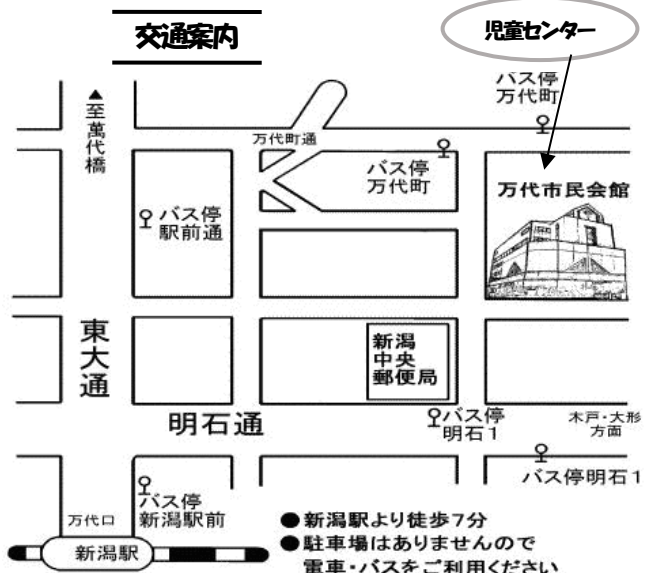 交通案内
児童センター
バス停
万代町
▲至萬代橋
万代町通
バス停
万代町
万代市民会館
バス停
駅前通
東大通
新潟
中央
郵便局
明石通
バス停
明石1
木戸・大形
方面
バス停明石1
バス停
新潟駅前
万代口
新潟駅
●新潟駅より徒歩7分
●駐車場はありませんので
電車・バスをご利用ください